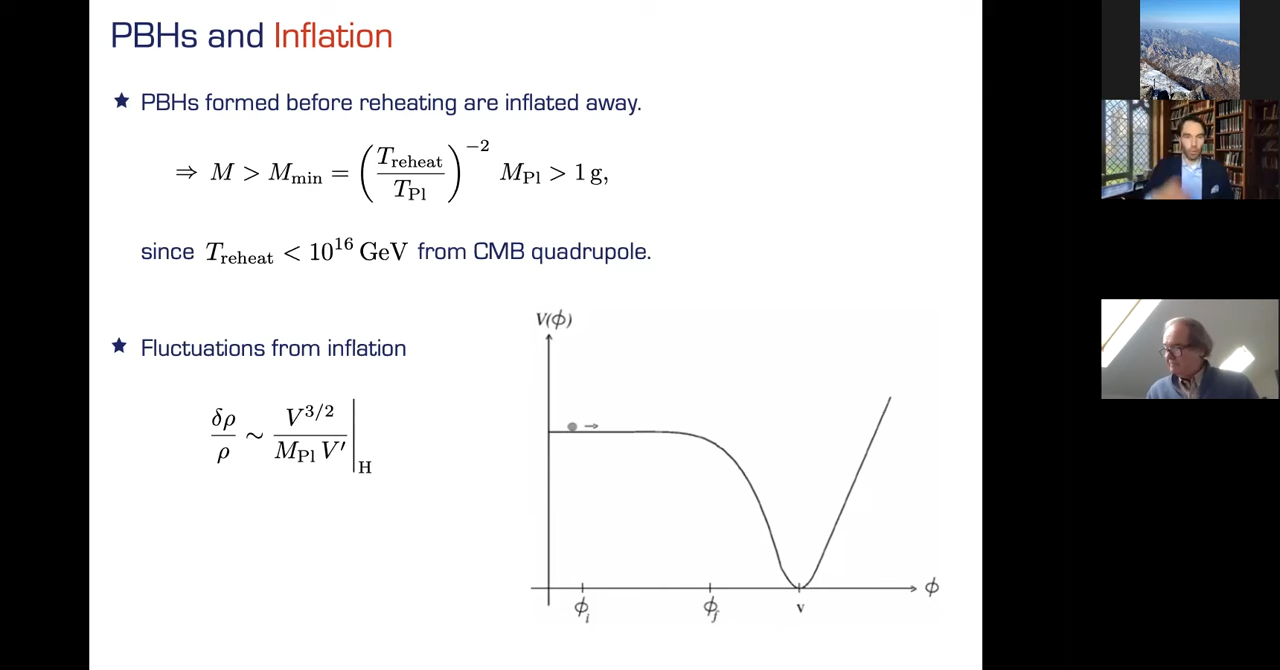 PBHs and Inflation
★ PBHs formed before reheating are inflated away.
⇒ M > M_min = (T_reheat / T_Pl)^−2 M_Pl > 1 g,
since T_reheat < 10^16 GeV from CMB quadrupole.
★ Fluctuations from inflation
δρ/ρ ∼ V^3/2 / M_Pl V′ |_H
V(ϕ)
→
ϕ_i ϕ_f v ϕ